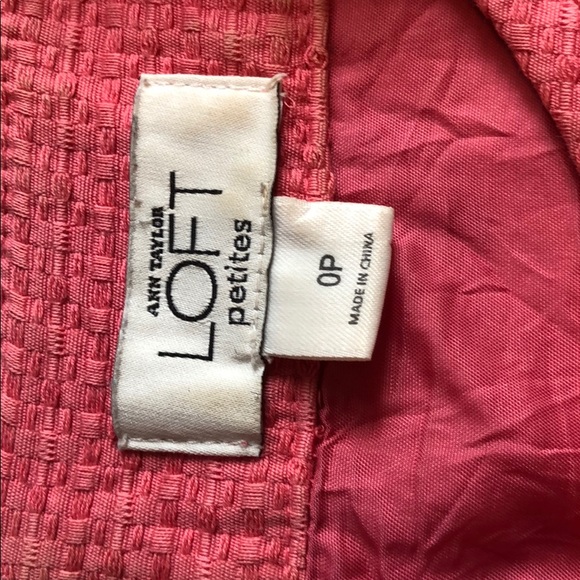 ANN TAYLOR
LOFT
petites
0P
MADE IN CHINA